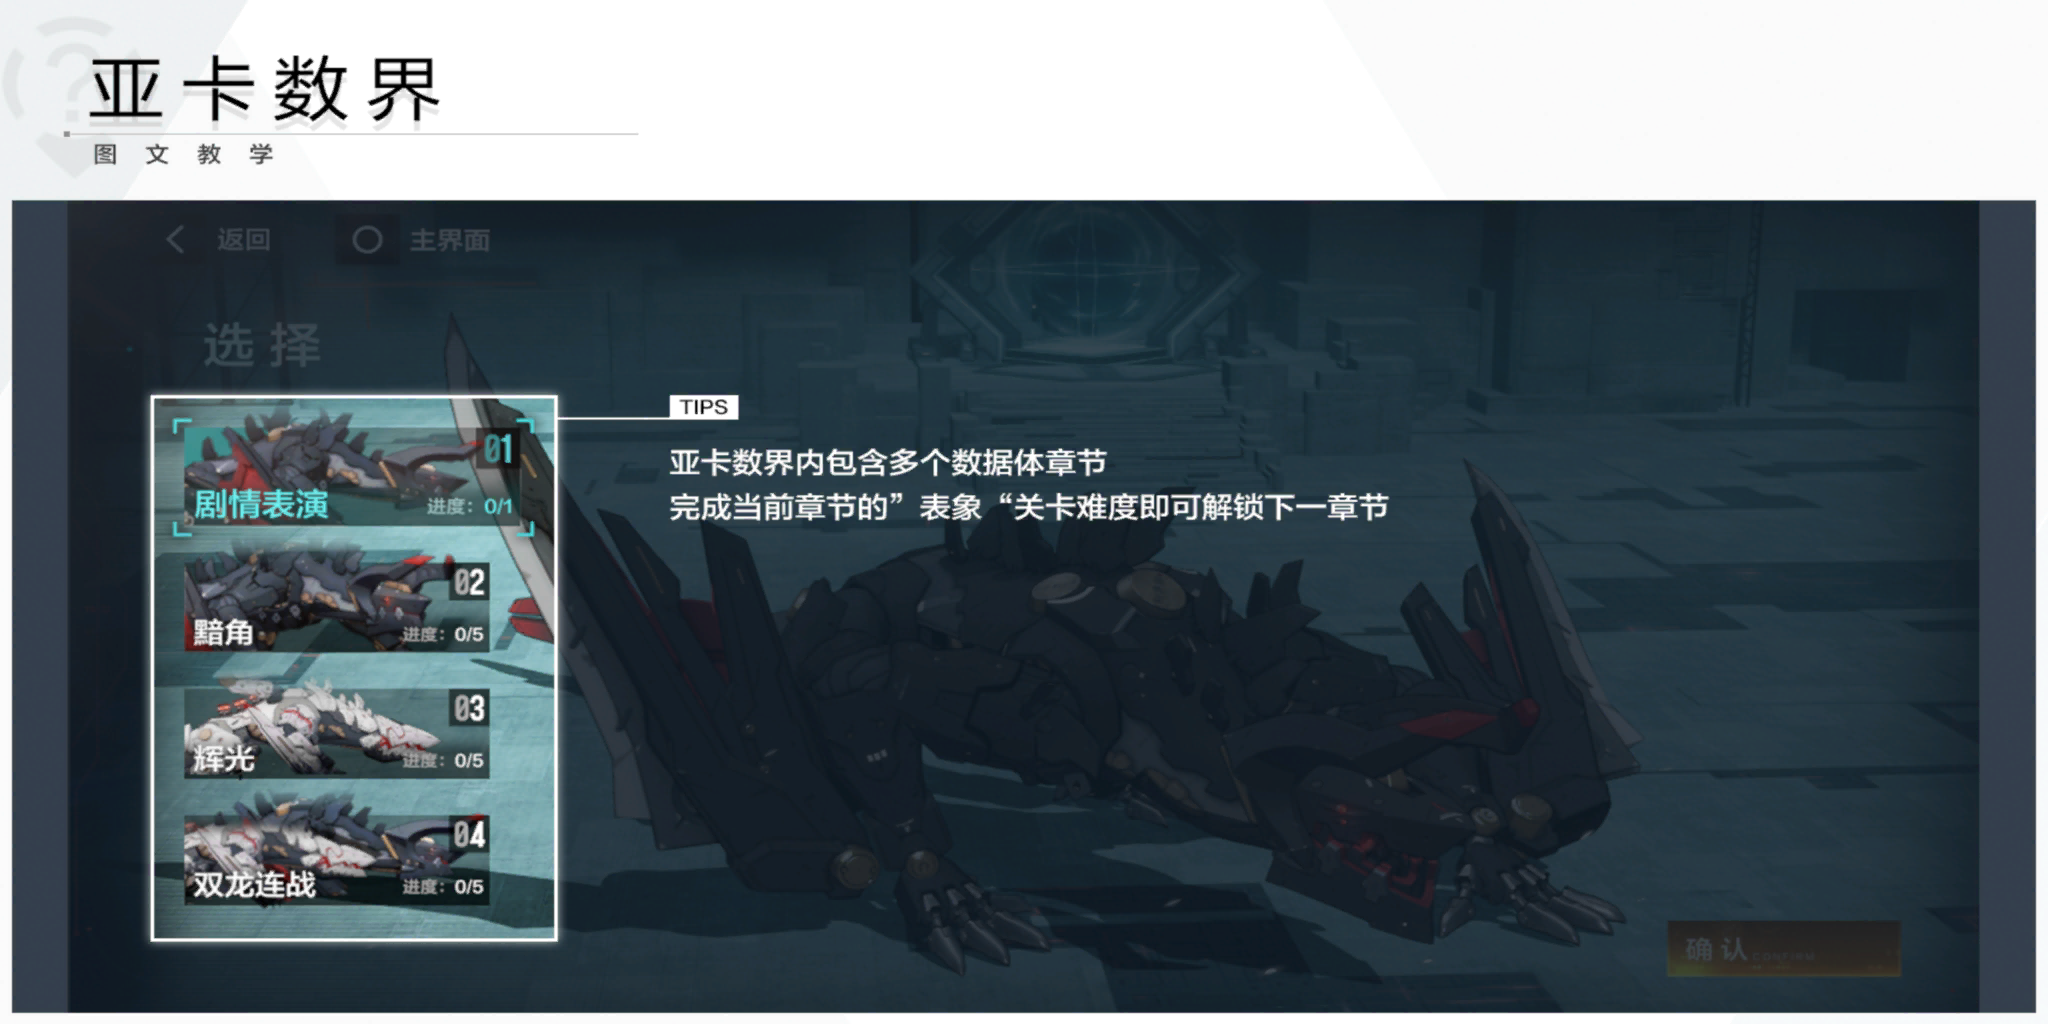 亚卡数界
图文教学
返回
主界面
选择
01
剧情表演
进度：0/1
02
黯角
进度：0/5
03
辉光
进度：0/5
04
双龙连战
进度：0/5
TIPS
亚卡数界内包含多个数据体章节
完成当前章节的”表象“关卡难度即可解锁下一章节
确认 CONFIRM